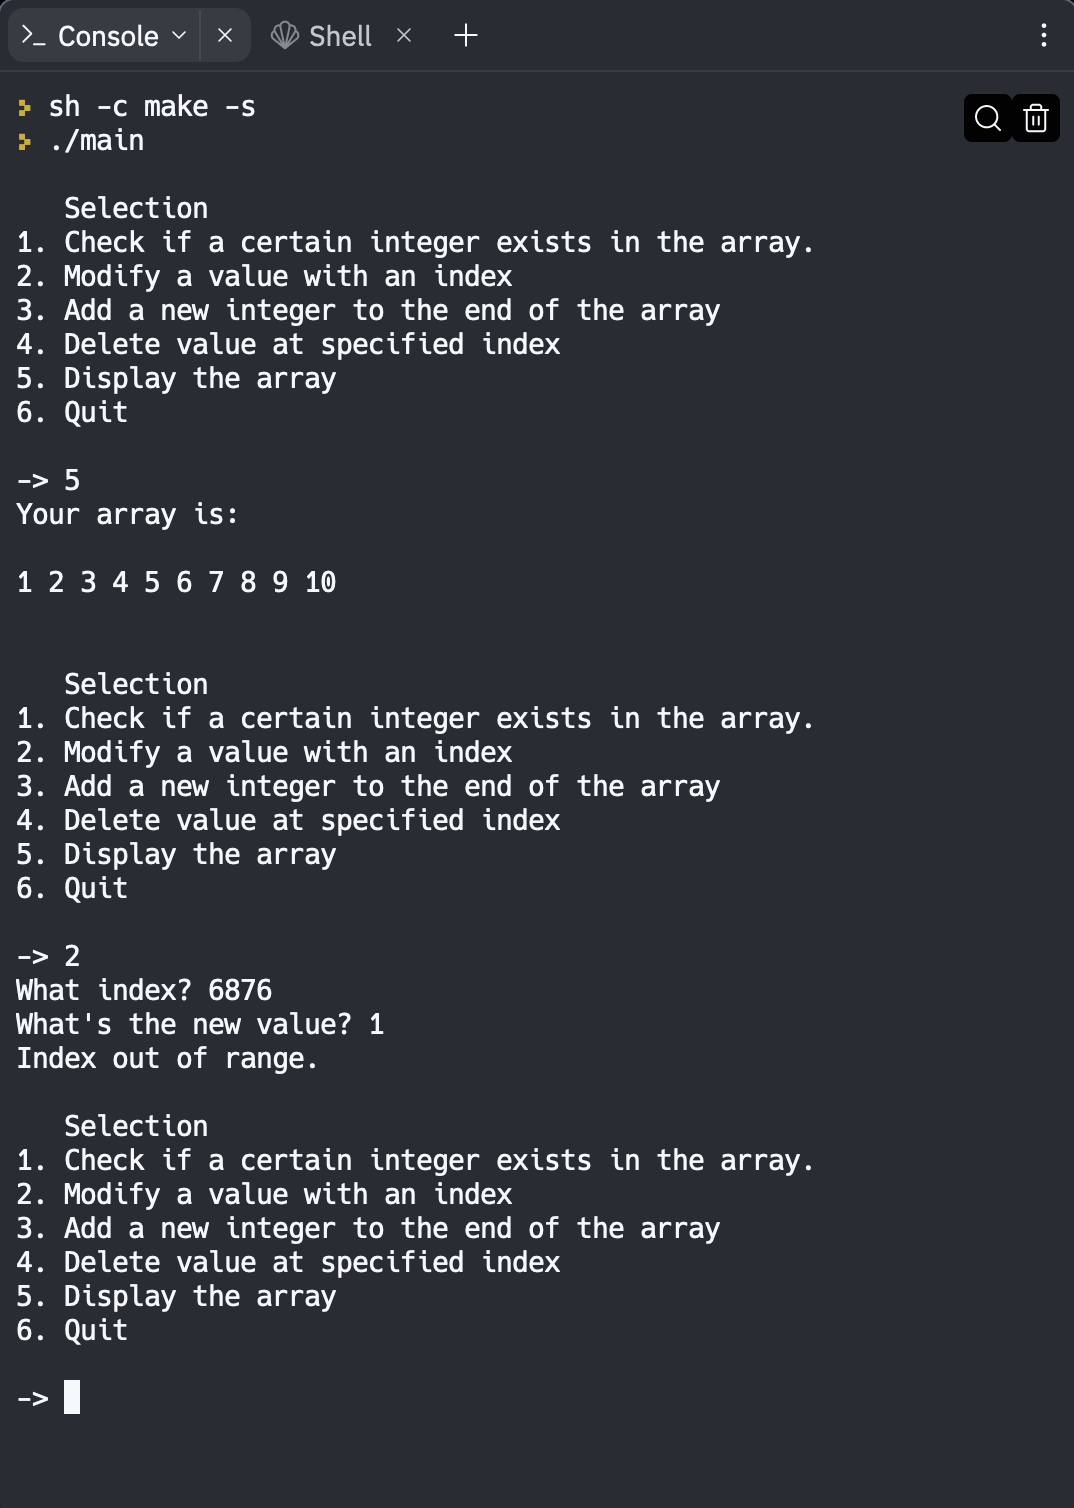 >_ Console
Shell
sh -c make -s
./main
Selection
1. Check if a certain integer exists in the array.
2. Modify a value with an index
3. Add a new integer to the end of the array
4. Delete value at specified index
5. Display the array
6. Quit
-> 5
Your array is:
1 2 3 4 5 6 7 8 9 10
Selection
1. Check if a certain integer exists in the array.
2. Modify a value with an index
3. Add a new integer to the end of the array
4. Delete value at specified index
5. Display the array
6. Quit
-> 2
What index? 6876
What's the new value? 1
Index out of range.
Selection
1. Check if a certain integer exists in the array.
2. Modify a value with an index
3. Add a new integer to the end of the array
4. Delete value at specified index
5. Display the array
6. Quit
->